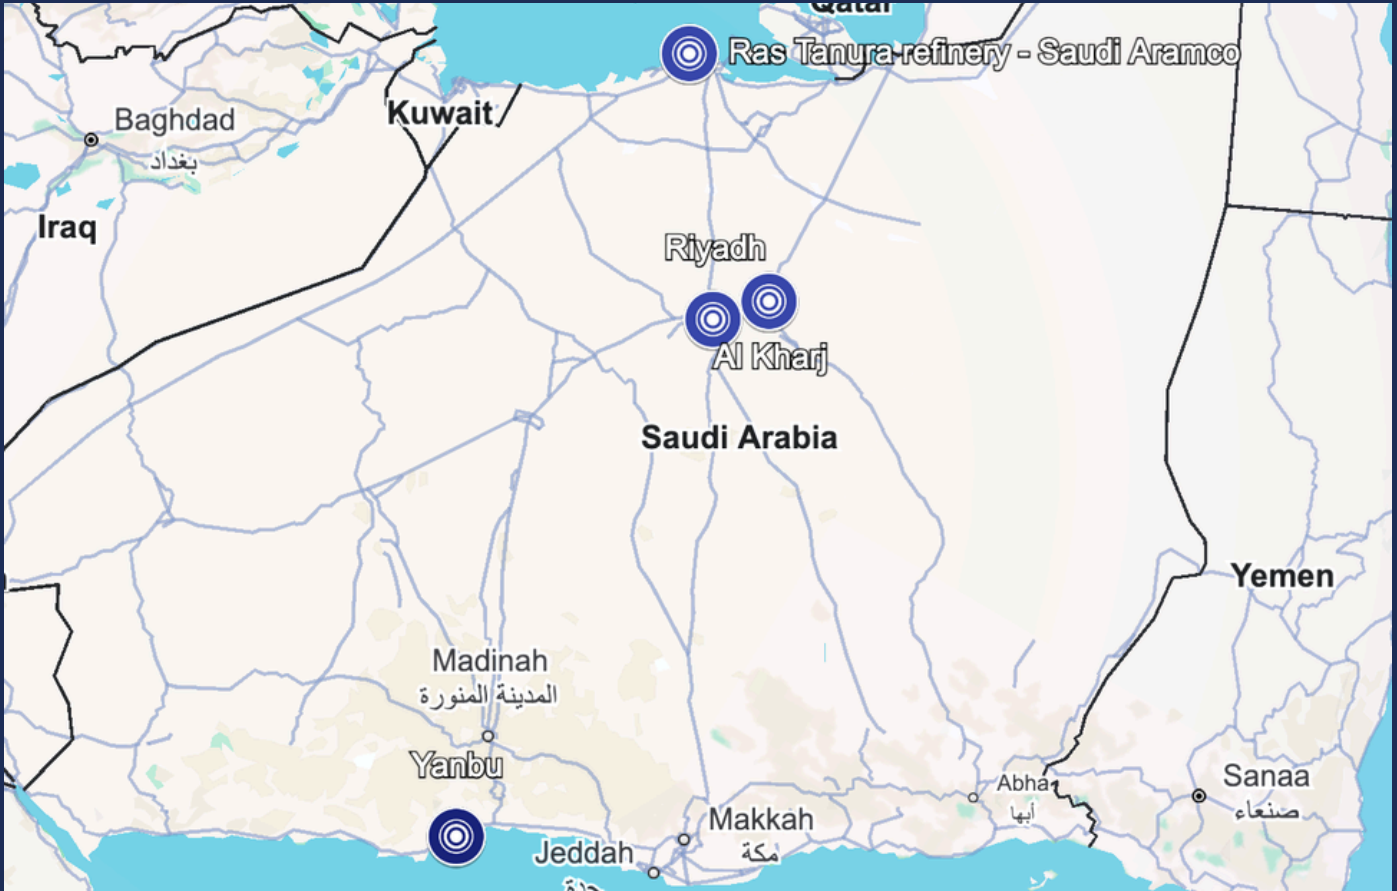 Qatar
Ras Tanura refinery - Saudi Aramco
Kuwait
Baghdad
بغداد
Iraq
Riyadh
Al Kharj
Saudi Arabia
Yemen
Madinah
المدينة المنورة
Yanbu
Abha
أبها
Sanaa
صنعاء
Makkah
مكة
Jeddah
جدة